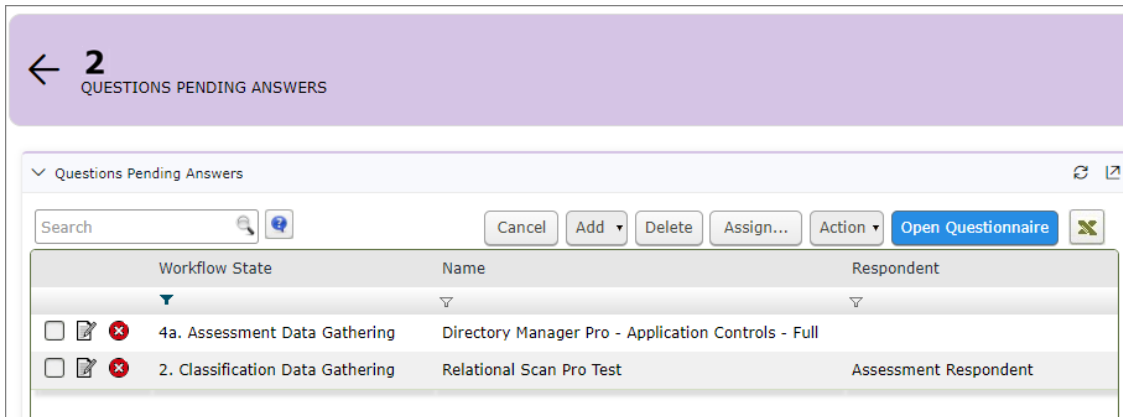 2
QUESTIONS PENDING ANSWERS
Questions Pending Answers
Search Cancel Add Delete Assign... Action Open Questionnaire
Workflow State Name Respondent
4a. Assessment Data Gathering Directory Manager Pro - Application Controls - Full
2. Classification Data Gathering Relational Scan Pro Test Assessment Respondent